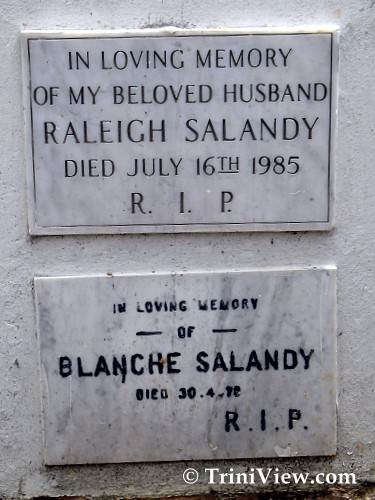 IN LOVING MEMORY
OF MY BELOVED HUSBAND
RALEIGH SALANDY
DIED JULY 16TH 1985
R. I. P.
IN LOVING MEMORY
— OF —
BLANCHE SALANDY
DIED 30.4.78
R.I.P.
© TriniView.com